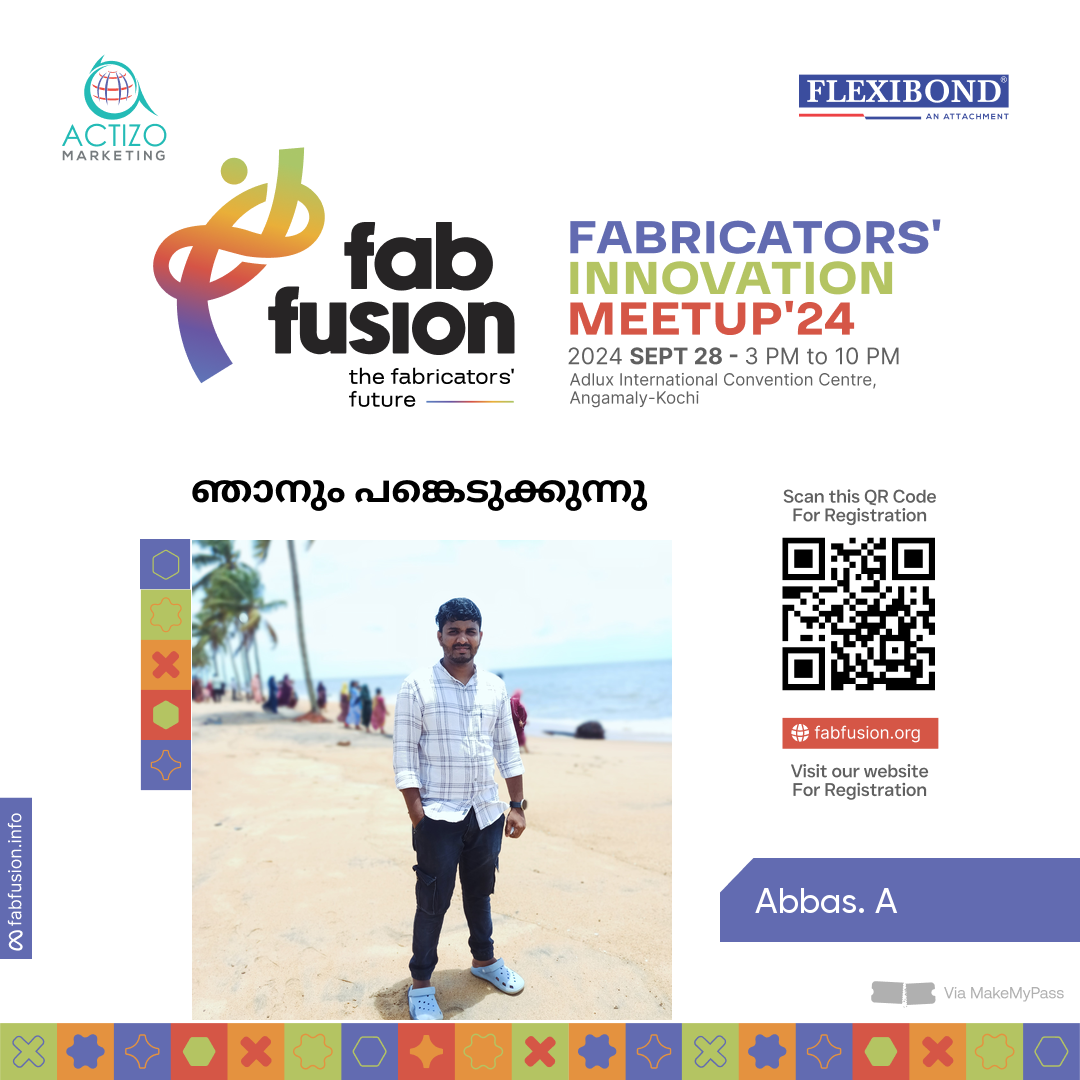 ACTIZO
MARKETING
FLEXIBOND®
AN ATTACHMENT
fab
fusion
the fabricators'
future
FABRICATORS'
INNOVATION
MEETUP'24
2024 SEPT 28 - 3 PM to 10 PM
Adlux International Convention Centre,
Angamaly-Kochi
ഞാനും പങ്കെടുക്കുന്നു
Scan this QR Code
For Registration
fabfusion.org
Visit our website
For Registration
fabfusion.info
Abbas. A
Via MakeMyPass